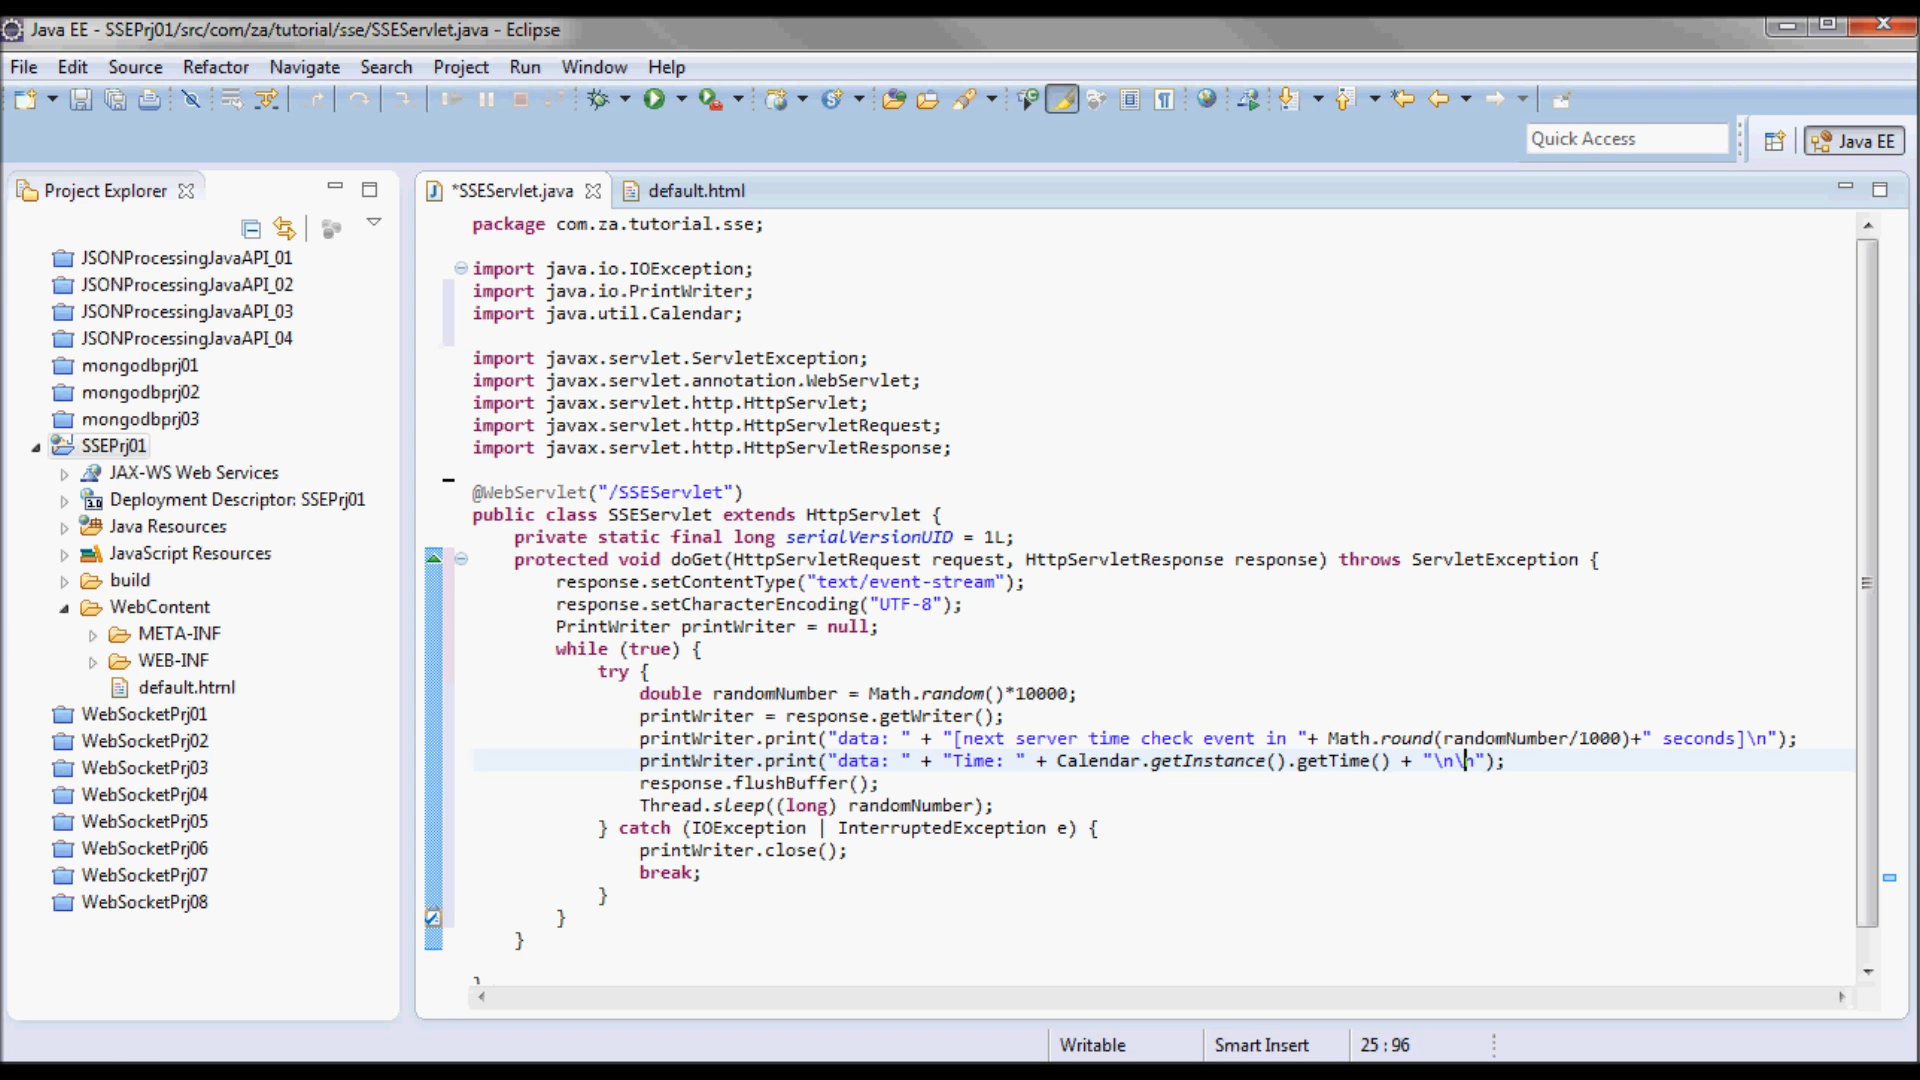 Java EE - SSEPrj01/src/com/za/tutorial/sse/SSEServlet.java - Eclipse
File Edit Source Refactor Navigate Search Project Run Window Help
Quick Access
Java EE
Project Explorer
JSONProcessingJavaAPI_01
JSONProcessingJavaAPI_02
JSONProcessingJavaAPI_03
JSONProcessingJavaAPI_04
mongodbprj01
mongodbprj02
mongodbprj03
SSEPrj01
JAX-WS Web Services
Deployment Descriptor: SSEPrj01
Java Resources
JavaScript Resources
build
WebContent
META-INF
WEB-INF
default.html
WebSocketPrj01
WebSocketPrj02
WebSocketPrj03
WebSocketPrj04
WebSocketPrj05
WebSocketPrj06
WebSocketPrj07
WebSocketPrj08
*SSEServlet.java default.html
package com.za.tutorial.sse;
import java.io.IOException;
import java.io.PrintWriter;
import java.util.Calendar;
import javax.servlet.ServletException;
import javax.servlet.annotation.WebServlet;
import javax.servlet.http.HttpServlet;
import javax.servlet.http.HttpServletRequest;
import javax.servlet.http.HttpServletResponse;
@WebServlet("/SSEServlet")
public class SSEServlet extends HttpServlet {
private static final long serialVersionUID = 1L;
protected void doGet(HttpServletRequest request, HttpServletResponse response) throws ServletException {
response.setContentType("text/event-stream");
response.setCharacterEncoding("UTF-8");
PrintWriter printWriter = null;
while (true) {
try {
double randomNumber = Math.random()*10000;
printWriter = response.getWriter();
printWriter.print("data: " + "[next server time check event in "+ Math.round(randomNumber/1000)+" seconds]\n");
printWriter.print("data: " + "Time: " + Calendar.getInstance().getTime() + "\n\n");
response.flushBuffer();
Thread.sleep((long) randomNumber);
} catch (IOException | InterruptedException e) {
printWriter.close();
break;
}
}
}
}
Writable Smart Insert 25 : 96